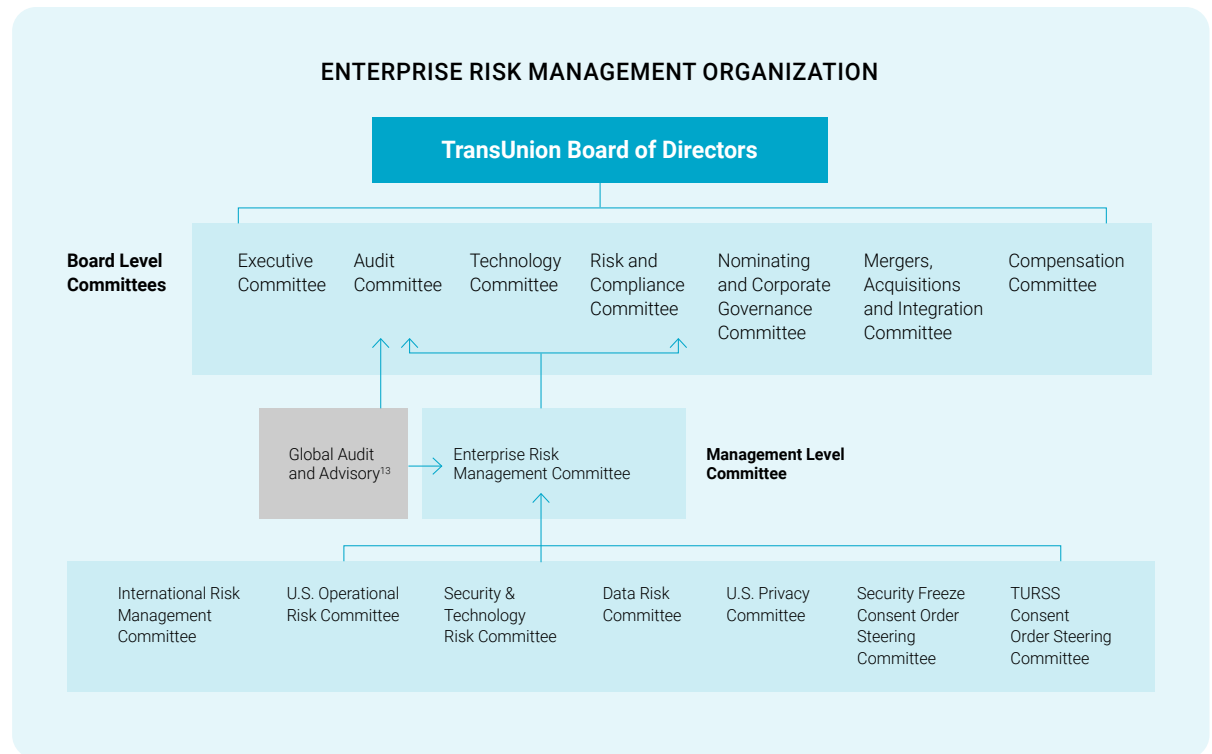 ENTERPRISE RISK MANAGEMENT ORGANIZATION
TransUnion Board of Directors
Board Level
Committees
Executive
Committee
Audit
Committee
Technology
Committee
Risk and
Compliance
Committee
Nominating
and Corporate
Governance
Committee
Mergers,
Acquisitions
and Integration
Committee
Compensation
Committee
Global Audit
and Advisory¹³
Enterprise Risk
Management Committee
Management Level
Committee
International Risk
Management
Committee
U.S. Operational
Risk Committee
Security &
Technology
Risk Committee
Data Risk
Committee
U.S. Privacy
Committee
Security Freeze
Consent Order
Steering
Committee
TURSS
Consent
Order Steering
Committee